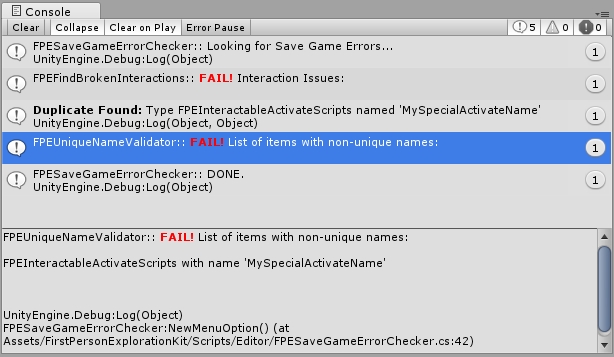 Console
Clear Collapse Clear on Play Error Pause 5 0 0
FPESaveGameErrorChecker:: Looking for Save Game Errors...
UnityEngine.Debug:Log(Object)
1
FPEFindBrokenInteractions:: FAIL! Interaction Issues:
1
Duplicate Found: Type FPEInteractableActivateScripts named 'MySpecialActivateName'
UnityEngine.Debug:Log(Object, Object)
1
FPEUniqueNameValidator:: FAIL! List of items with non-unique names:
1
FPESaveGameErrorChecker:: DONE.
UnityEngine.Debug:Log(Object)
1
FPEUniqueNameValidator:: FAIL! List of items with non-unique names:
FPEInteractableActivateScripts with name 'MySpecialActivateName'
UnityEngine.Debug:Log(Object)
FPESaveGameErrorChecker:NewMenuOption() (at
Assets/FirstPersonExplorationKit/Scripts/Editor/FPESaveGameErrorChecker.cs:42)